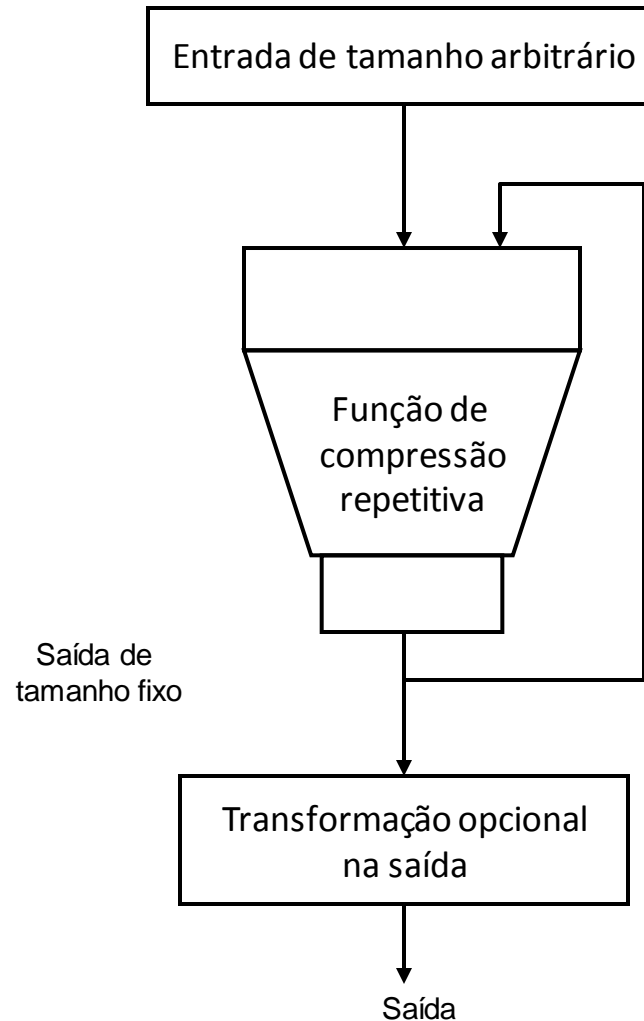 Entrada de tamanho arbitrário
Função de
compressão
repetitiva
Saída de
tamanho fixo
Transformação opcional
na saída
Saída